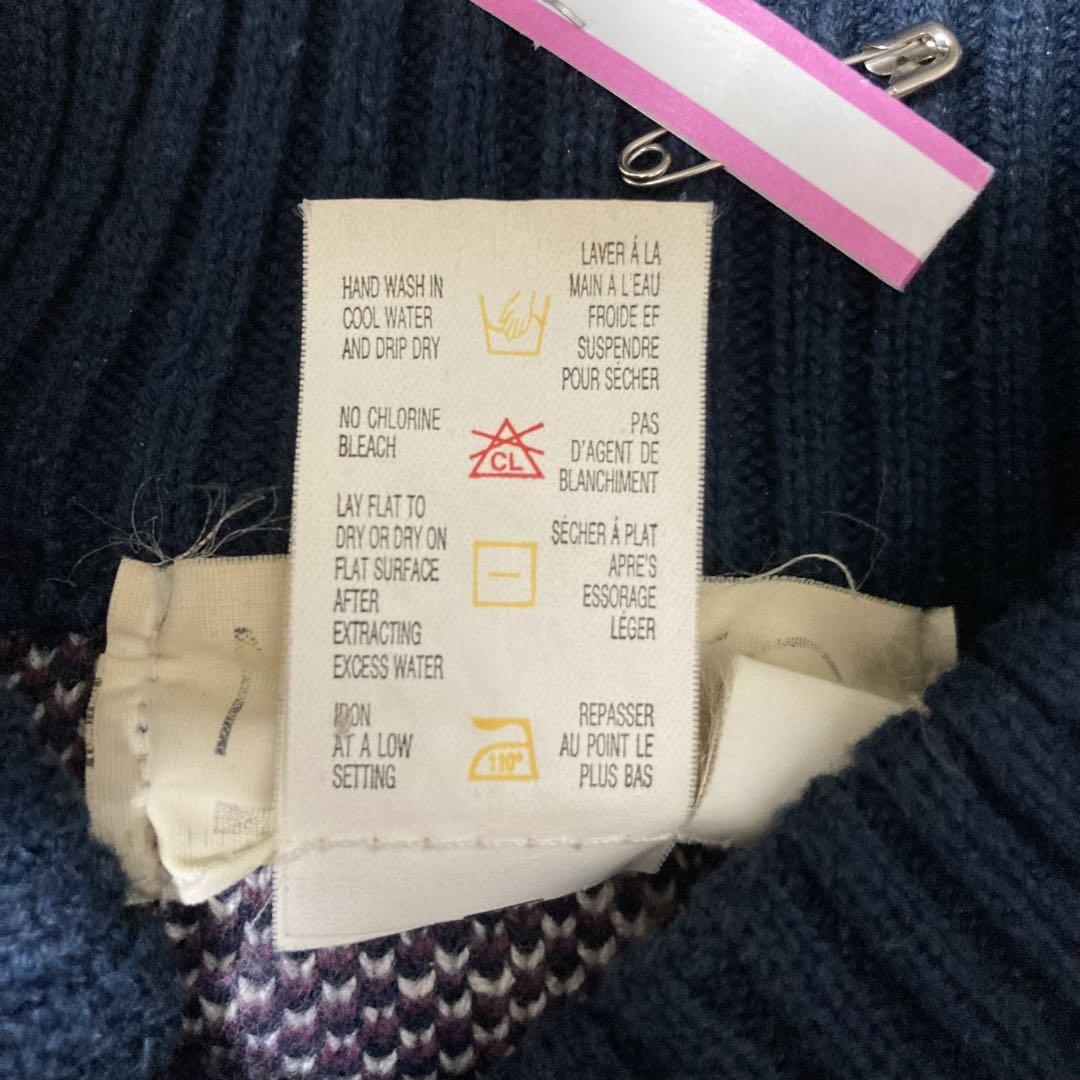 HAND WASH IN
COOL WATER
AND DRIP DRY
LAVER Á LA
MAIN A L'EAU
FROIDE EF
SUSPENDRE
POUR SÉCHER
NO CHLORINE
BLEACH
CL
PAS
D'AGENT DE
BLANCHIMENT
LAY FLAT TO
DRY OR DRY ON
FLAT SURFACE
AFTER
EXTRACTING
EXCESS WATER
SÉCHER Á PLAT
APRE'S
ESSORAGE
LÉGER
IRON
AT A LOW
SETTING
110°
REPASSER
AU POINT LE
PLUS BAS